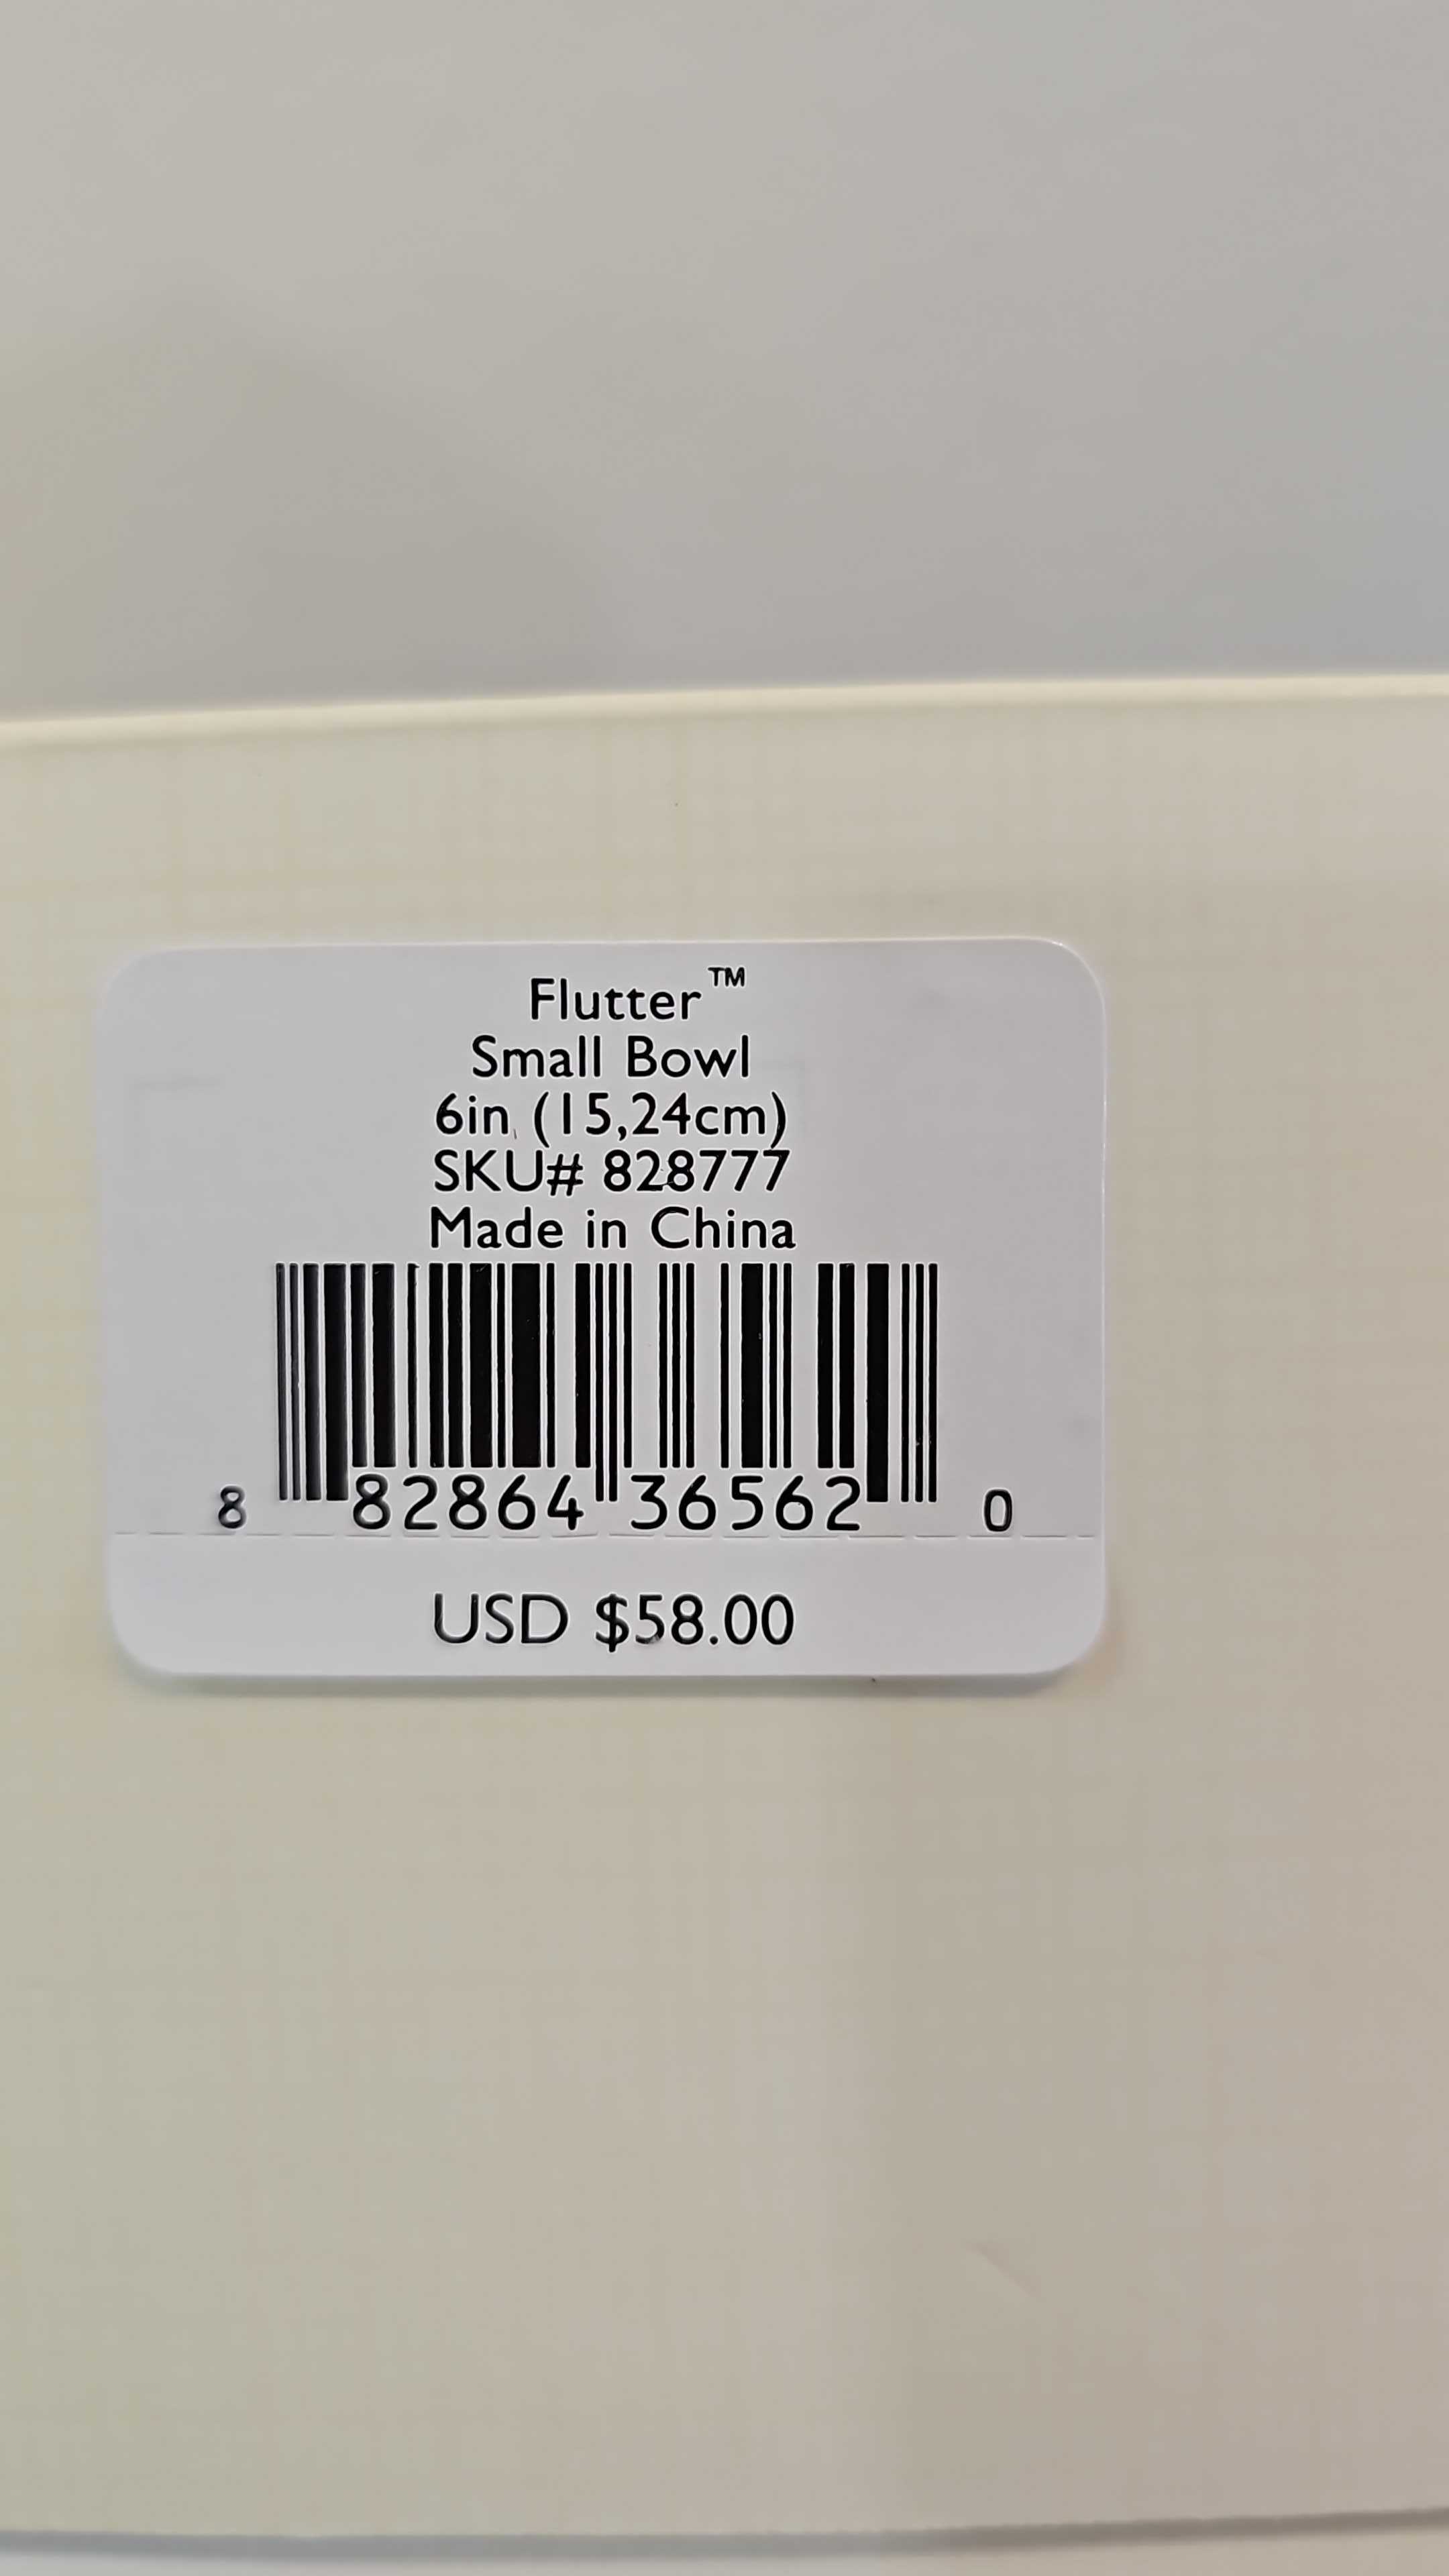 Flutter™
Small Bowl
6in (15,24cm)
SKU# 828777
Made in China
8 82864 36562 0
USD $58.00